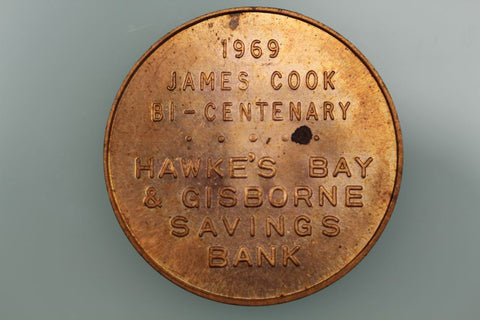 1969
JAMES COOK
BI-CENTENARY
HAWKE'S BAY
& GISBORNE
SAVINGS
BANK